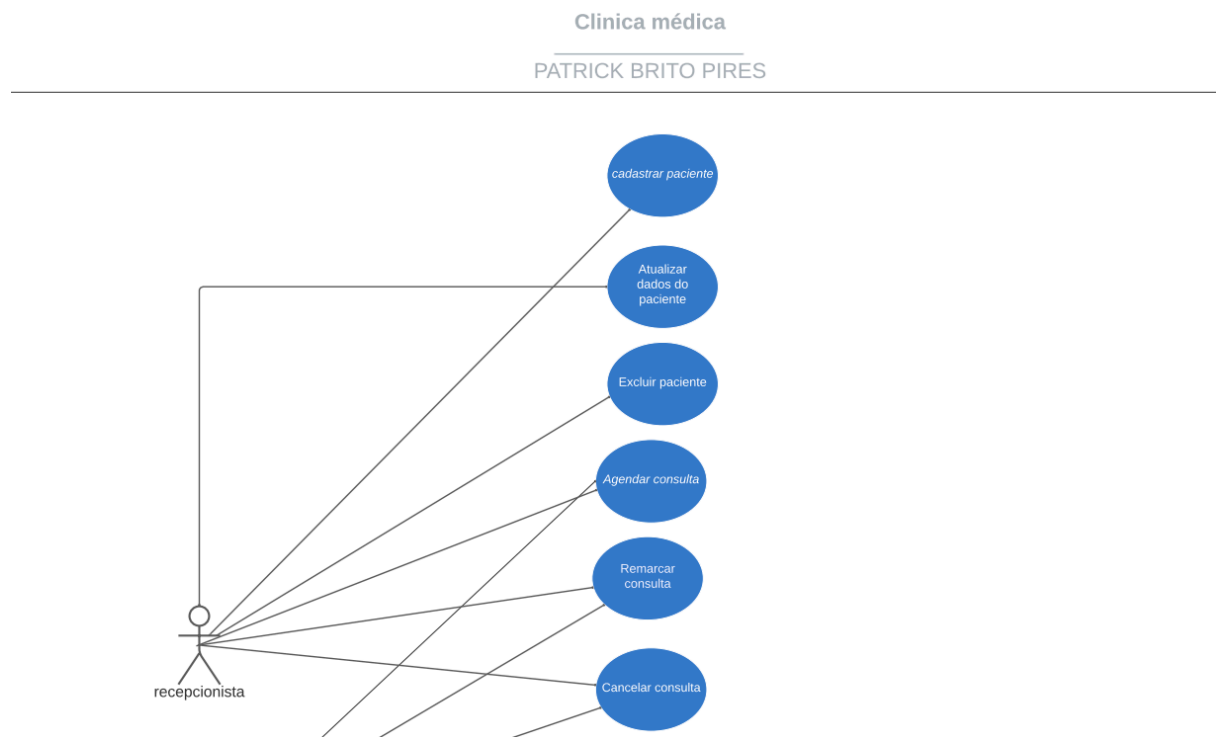 Clinica médica
PATRICK BRITO PIRES
cadastrar paciente
Atualizar
dados do
paciente
Excluir paciente
Agendar consulta
Remarcar
consulta
Cancelar consulta
recepcionista